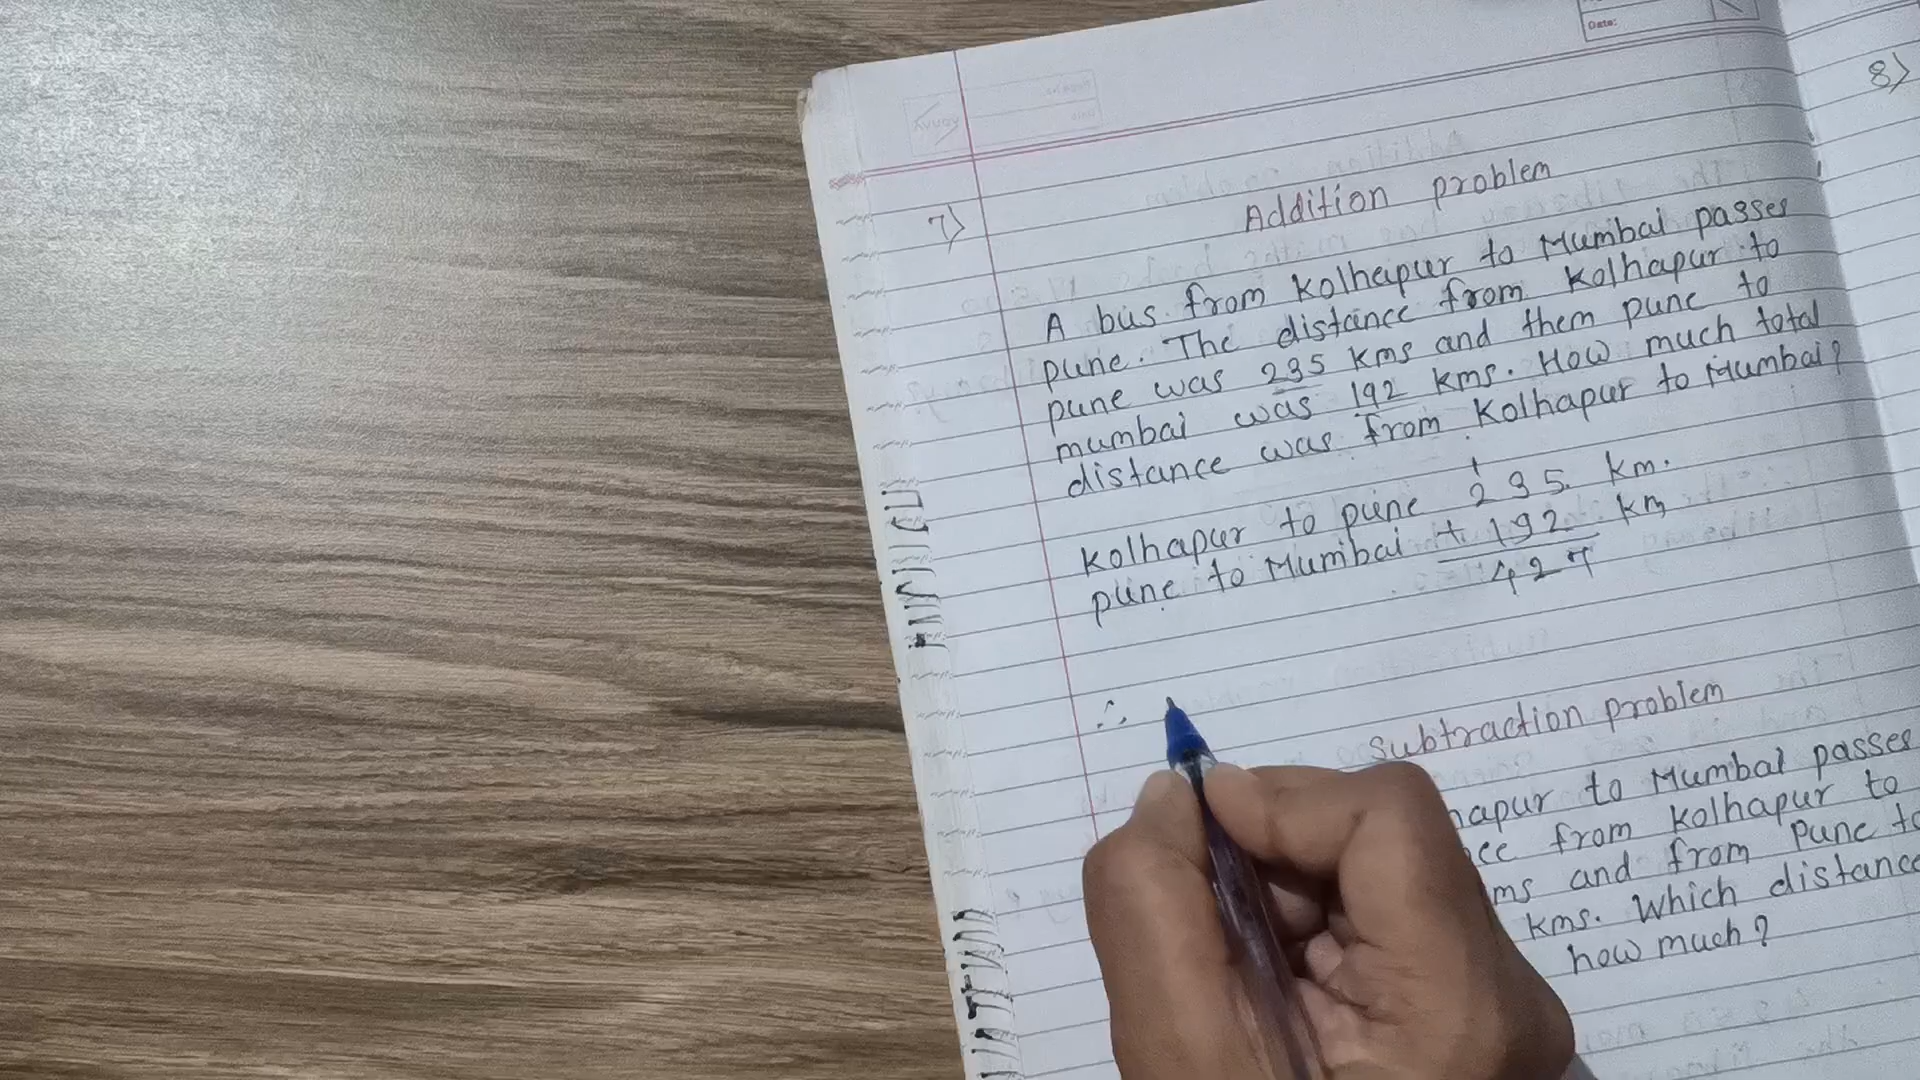 Date:
8)
7)
Addition problem
A bus from Kolhapur to Mumbai passes
pune. The distance from Kolhapur to
pune was 235 kms and them pune to
mumbai was 192 kms. How much total
distance was from Kolhapur to Mumbai?
1
Kolhapur to pune 235 km.
pune to Mumbai + 192 km
427
∴
Subtraction problem
hapur to Mumbai passes
ce from Kolhapur to
ms and from Pune to
kms. Which distance
how much?